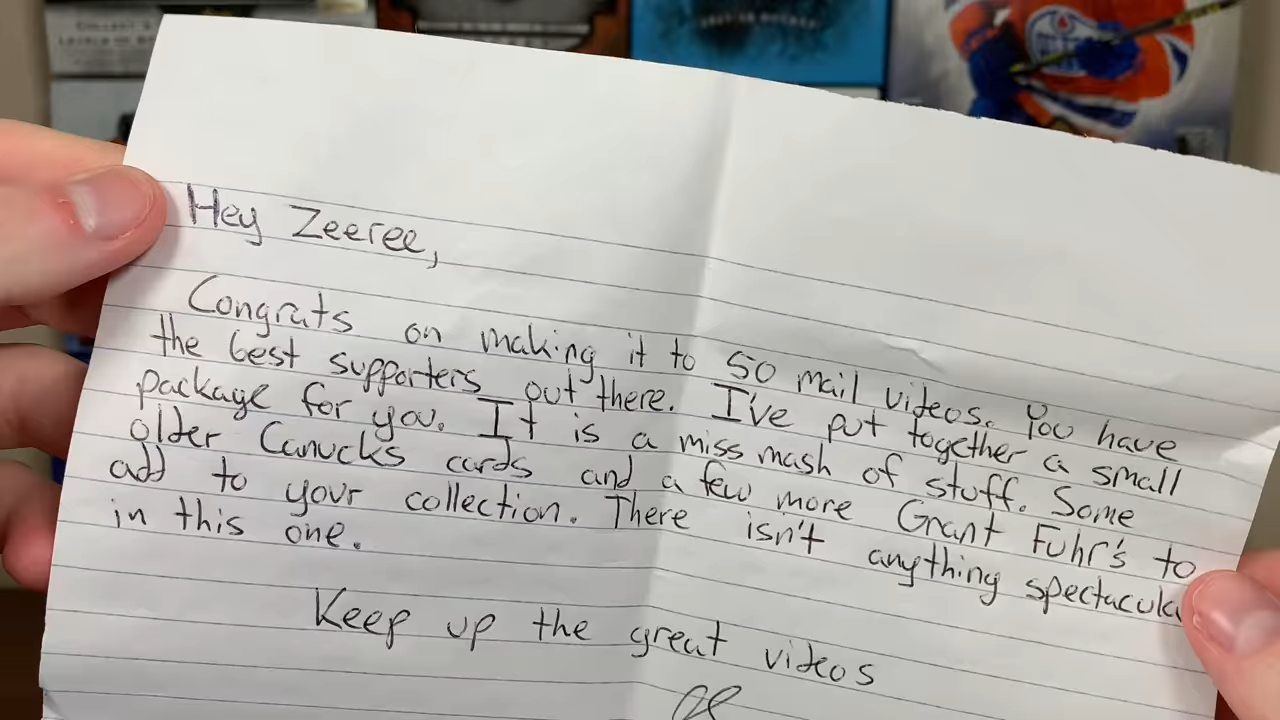 Hey Zeeree,
Congrats on making it to 50 mail videos. You have
the best supporters out there. I've put together a small
package for you. It is a miss mash of stuff. Some
older Canucks cards and a few more Grant Fuhr's to
add to your collection. There isn't anything spectacula
in this one.
Keep up the great videos